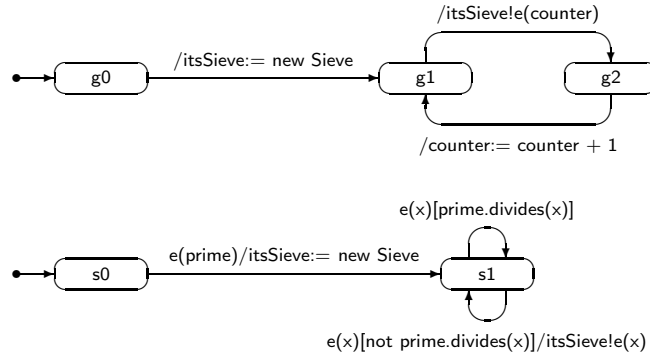 /itsSieve!e(counter)
/itsSieve:= new Sieve
g0
g1
g2
/counter:= counter + 1
e(x)[prime.divides(x)]
e(prime)/itsSieve:= new Sieve
s0
s1
e(x)[not prime.divides(x)]/itsSieve!e(x)